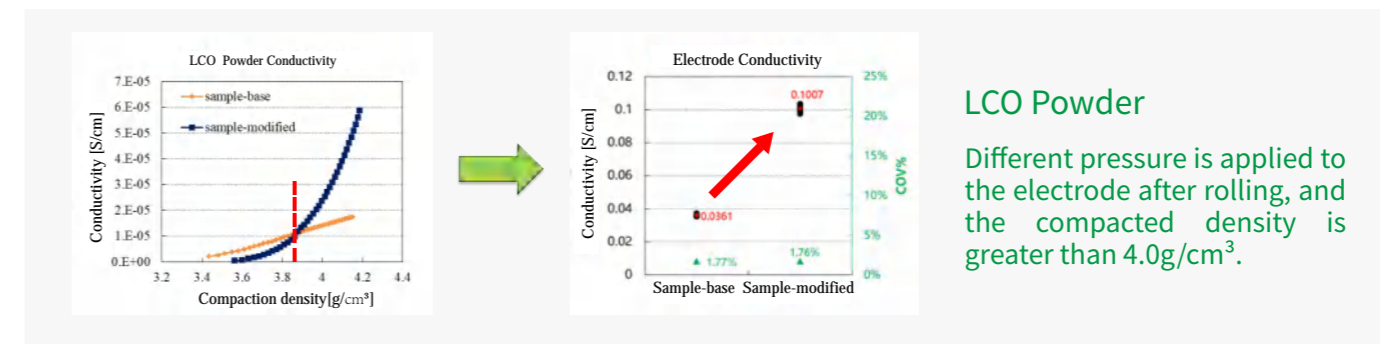 LCO Powder Conductivity
7.E-05
6.E-05
5.E-05
4.E-05
3.E-05
2.E-05
1.E-05
0.E+00
sample-base
sample-modified
Conductivity [S/cm]
3.2 3.4 3.6 3.8 4 4.2 4.4
Compaction density[g/cm³]
Electrode Conductivity
0.12
0.1
0.08
0.06
0.04
0.02
0
Conductivity [S/cm]
0.1007
0.0361
1.77%
1.76%
25%
20%
15%
10%
5%
0%
COV%
Sample-base Sample-modified
LCO Powder
Different pressure is applied to
the electrode after rolling, and
the compacted density is
greater than 4.0g/cm³.